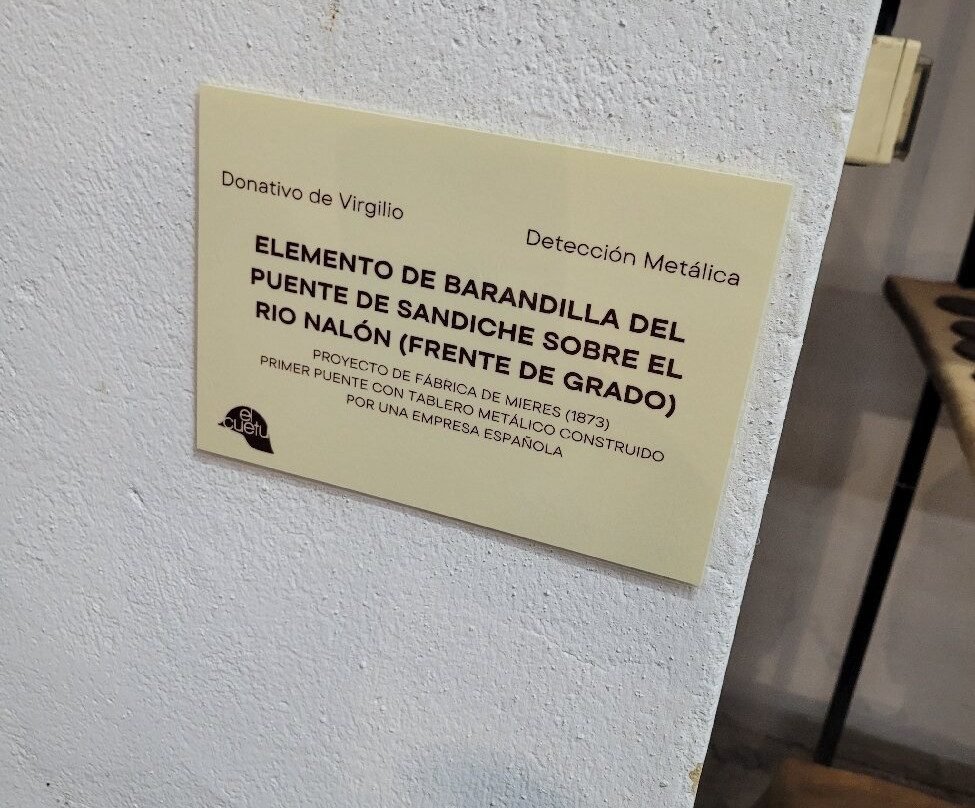 Donativo de Virgilio
Detección Metálica
ELEMENTO DE BARANDILLA DEL
PUENTE DE SANDICHE SOBRE EL
RIO NALÓN (FRENTE DE GRADO)
PROYECTO DE FÁBRICA DE MIERES (1873)
PRIMER PUENTE CON TABLERO METÁLICO CONSTRUIDO
POR UNA EMPRESA ESPAÑOLA
el
cuetu